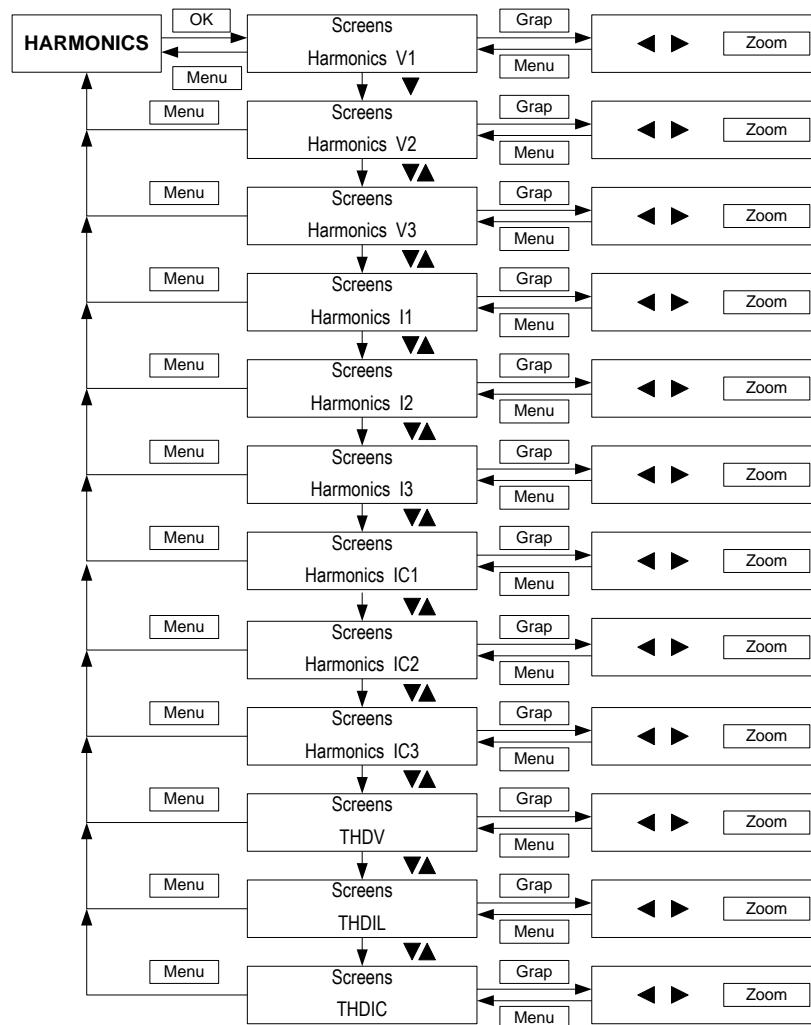 OK
HARMONICS
Menu
Screens
Harmonics V1
Grap
Menu
Zoom
Menu
Screens
Harmonics V2
Grap
Menu
Zoom
Menu
Screens
Harmonics V3
Grap
Menu
Zoom
Menu
Screens
Harmonics I1
Grap
Menu
Zoom
Menu
Screens
Harmonics I2
Grap
Menu
Zoom
Menu
Screens
Harmonics I3
Grap
Menu
Zoom
Menu
Screens
Harmonics IC1
Grap
Menu
Zoom
Menu
Screens
Harmonics IC2
Grap
Menu
Zoom
Menu
Screens
Harmonics IC3
Grap
Menu
Zoom
Menu
Screens
THDV
Grap
Menu
Zoom
Menu
Screens
THDIL
Grap
Menu
Zoom
Menu
Screens
THDIC
Grap
Menu
Zoom